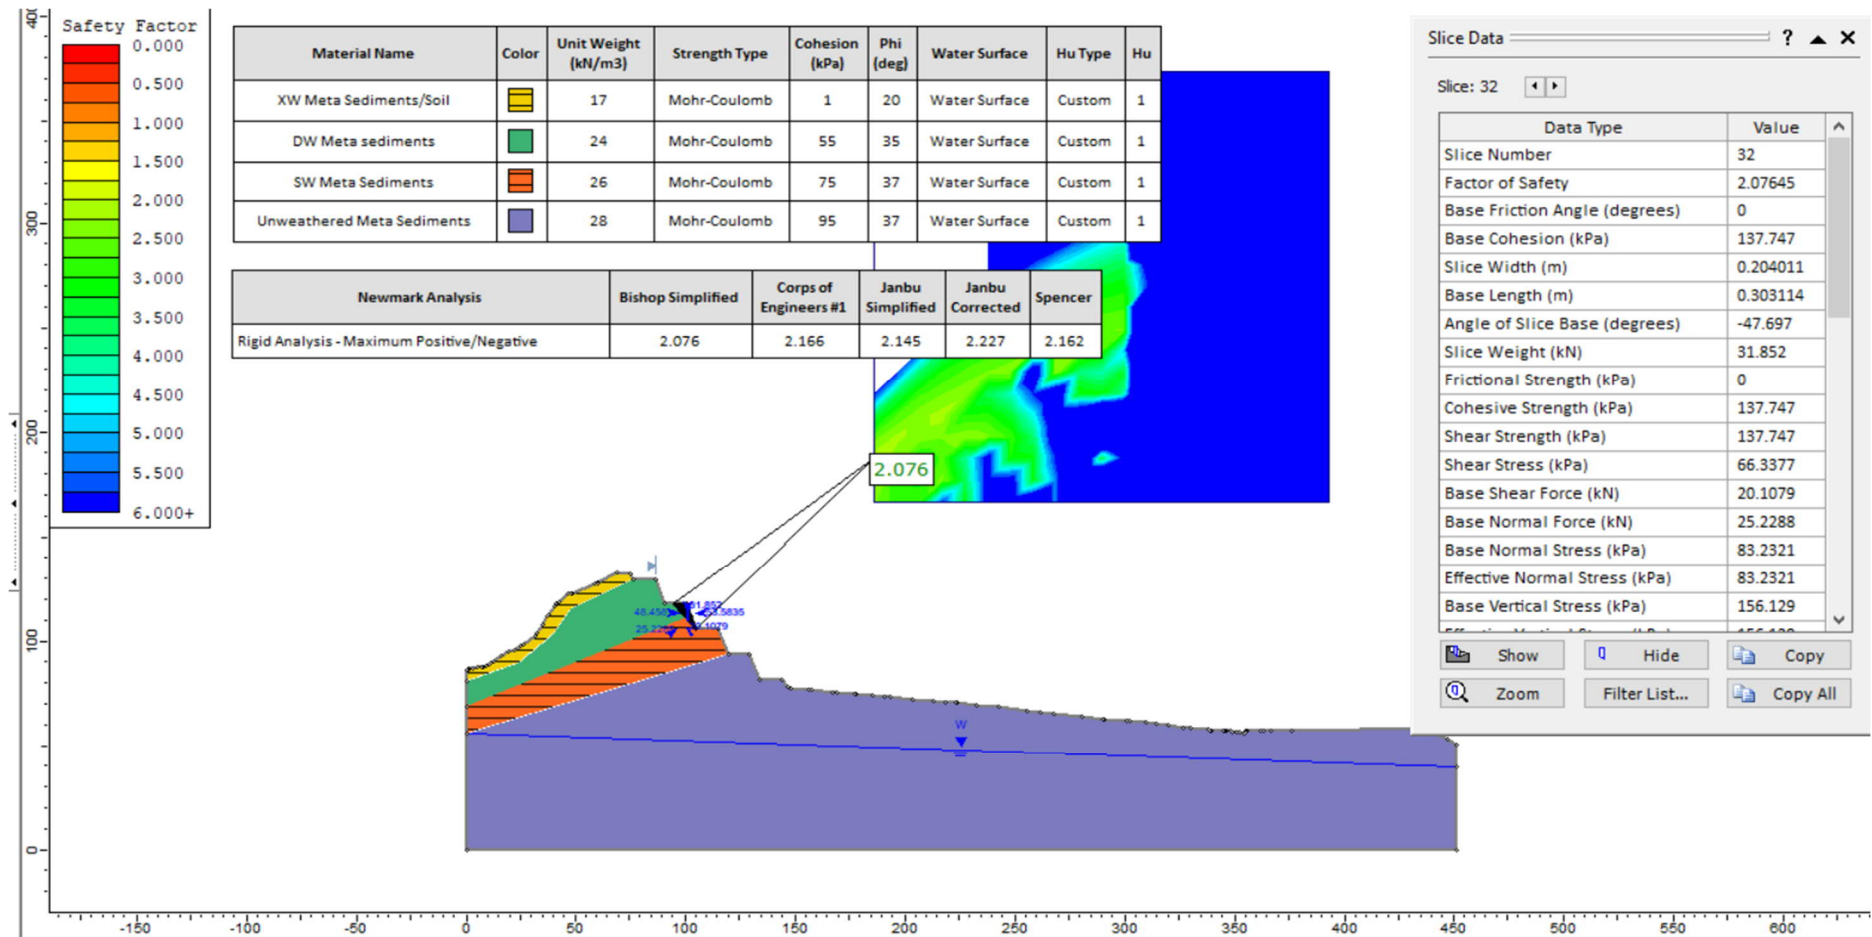 Safety Factor
0.000
0.500
1.000
1.500
2.000
2.500
3.000
3.500
4.000
4.500
5.000
5.500
6.000+
Material Name Color Unit Weight (kN/m3) Strength Type Cohesion (kPa) Phi (deg) Water Surface Hu Type Hu
XW Meta Sediments/Soil 17 Mohr-Coulomb 1 20 Water Surface Custom 1
DW Meta sediments 24 Mohr-Coulomb 55 35 Water Surface Custom 1
SW Meta Sediments 26 Mohr-Coulomb 75 37 Water Surface Custom 1
Unweathered Meta Sediments 28 Mohr-Coulomb 95 37 Water Surface Custom 1
Newmark Analysis Bishop Simplified Corps of Engineers #1 Janbu Simplified Janbu Corrected Spencer
Rigid Analysis - Maximum Positive/Negative 2.076 2.166 2.145 2.227 2.162
2.076
W
400
300
200
100
0
-150 -100 -50 0 50 100 150 200 250 300 350 400 450 500 550 600
Slice Data ?
Slice: 32
Data Type Value
Slice Number 32
Factor of Safety 2.07645
Base Friction Angle (degrees) 0
Base Cohesion (kPa) 137.747
Slice Width (m) 0.204011
Base Length (m) 0.303114
Angle of Slice Base (degrees) -47.697
Slice Weight (kN) 31.852
Frictional Strength (kPa) 0
Cohesive Strength (kPa) 137.747
Shear Strength (kPa) 137.747
Shear Stress (kPa) 66.3377
Base Shear Force (kN) 20.1079
Base Normal Force (kN) 25.2288
Base Normal Stress (kPa) 83.2321
Effective Normal Stress (kPa) 83.2321
Base Vertical Stress (kPa) 156.129
Show Hide Copy
Zoom Filter List... Copy All